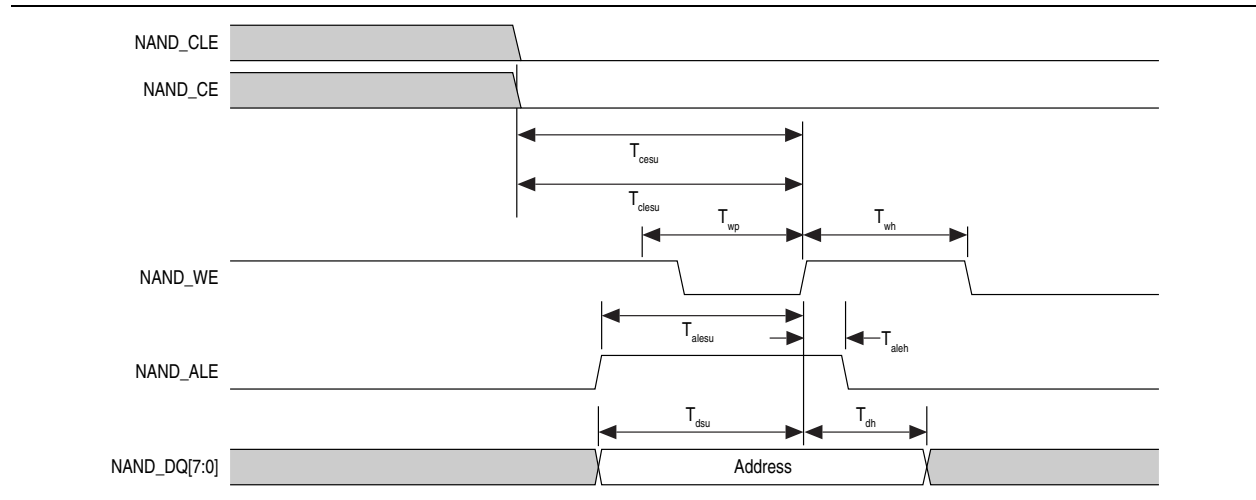 NAND_CLE
NAND_CE
T_cesu
T_clesu
T_wp T_wh
NAND_WE
T_alesu T_aleh
NAND_ALE
T_dsu T_dh
NAND_DQ[7:0] Address